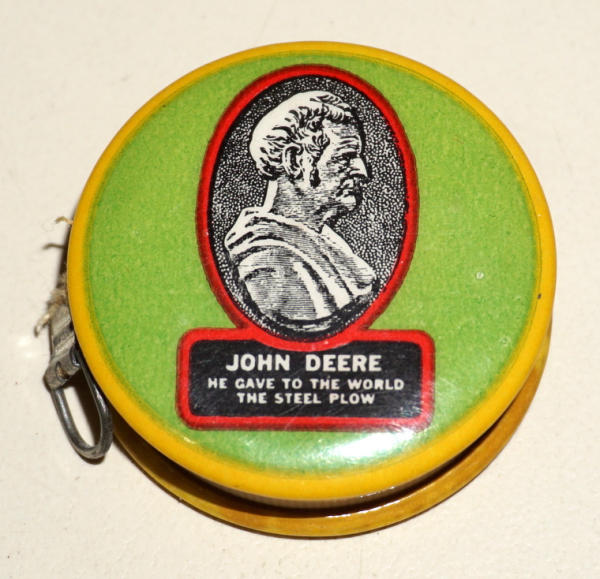 JOHN DEERE
HE GAVE TO THE WORLD
THE STEEL PLOW